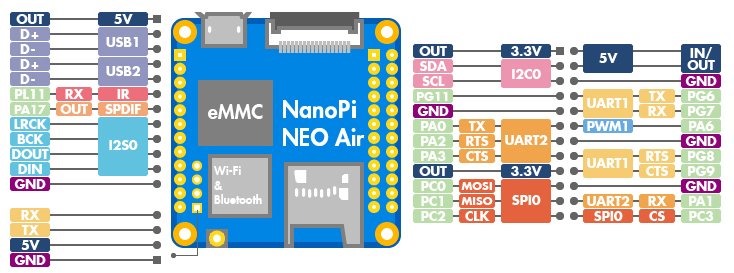 OUT 5V
D+ USB1
D-
D+ USB2
D-
PL11 RX IR
PA17 OUT SPDIF
LRCK I2S0
BCK
DOUT
DIN
GND
RX
TX
5V
GND
eMMC
NanoPi
NEO Air
Wi-Fi
&
Bluetooth
OUT 3.3V 5V IN/
OUT
SDA I2C0
SCL GND
PG11 UART1 TX PG6
GND RX PG7
PA0 TX UART2 PWM1 PA6
PA2 RTS GND
PA3 CTS UART1 RTS PG8
OUT 3.3V CTS PG9
PC0 MOSI SPI0 GND
PC1 MISO UART2 RX PA1
PC2 CLK SPI0 CS PC3